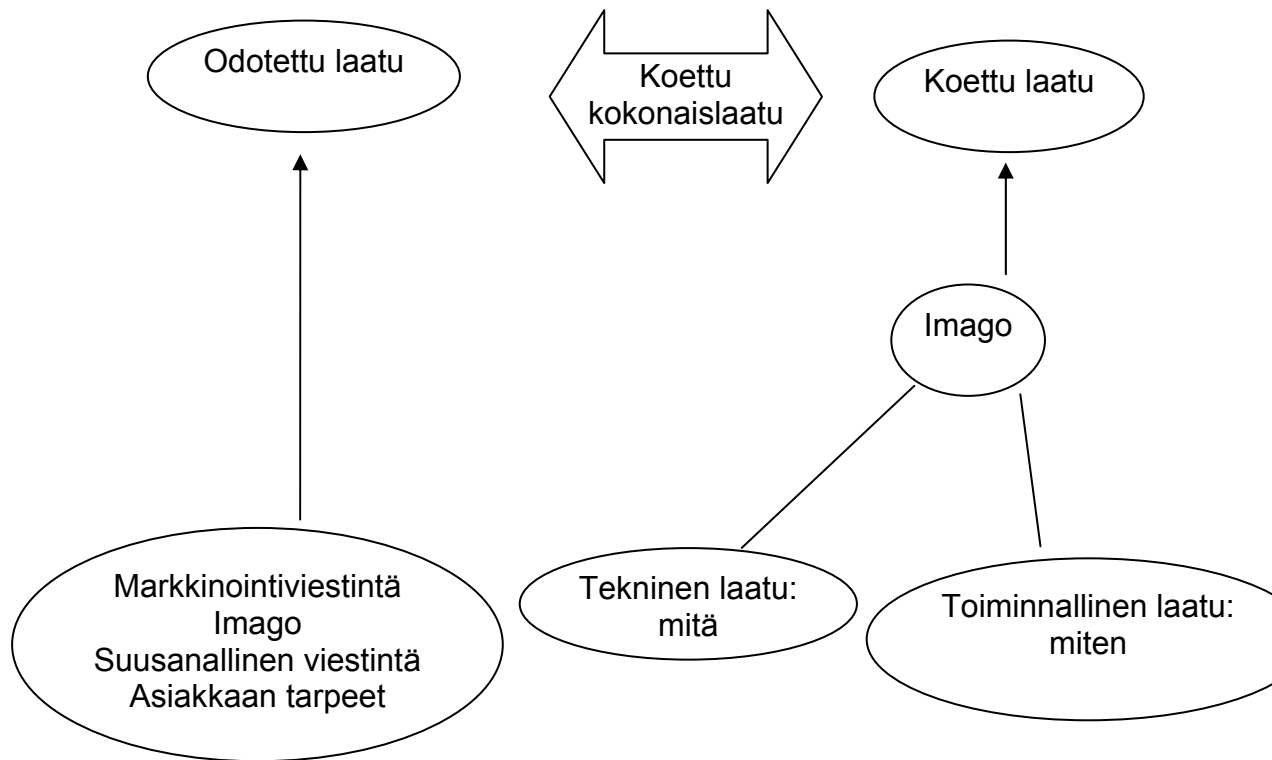 Odotettu laatu
Koettu
kokonaislaatu
Koettu laatu
Imago
Markkinointiviestintä
Imago
Suusanallinen viestintä
Asiakkaan tarpeet
Tekninen laatu:
mitä
Toiminnallinen laatu:
miten